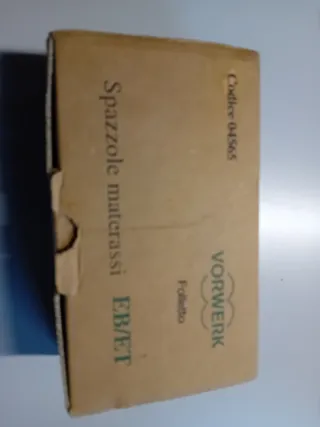 Codice 04565
VORWERK
Folletto
Spazzole materassi EB/ET